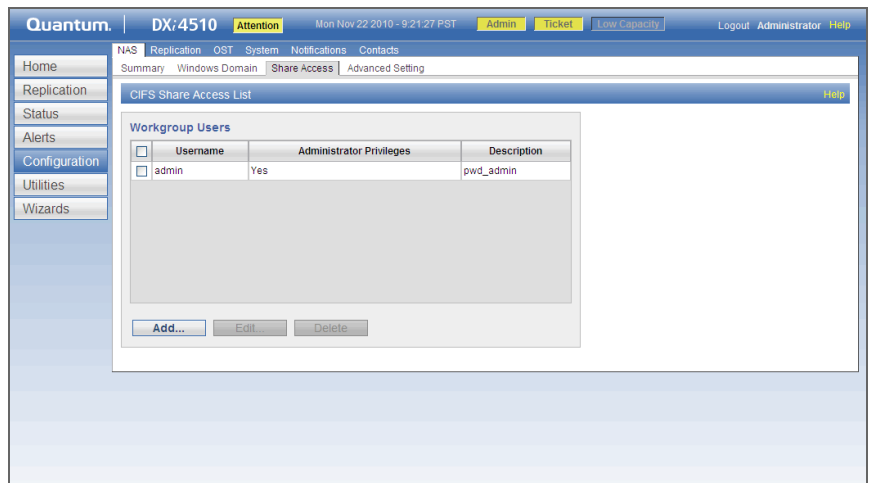 Quantum. DXi4510 Attention Mon Nov 22 2010 - 9:21:27 PST Admin Ticket Low Capacity Logout Administrator Help
NAS Replication OST System Notifications Contacts
Summary Windows Domain Share Access Advanced Setting
Home
Replication
Status
Alerts
Configuration
Utilities
Wizards
CIFS Share Access List Help
Workgroup Users
Username Administrator Privileges Description
admin Yes pwd_admin
Add... Edit... Delete